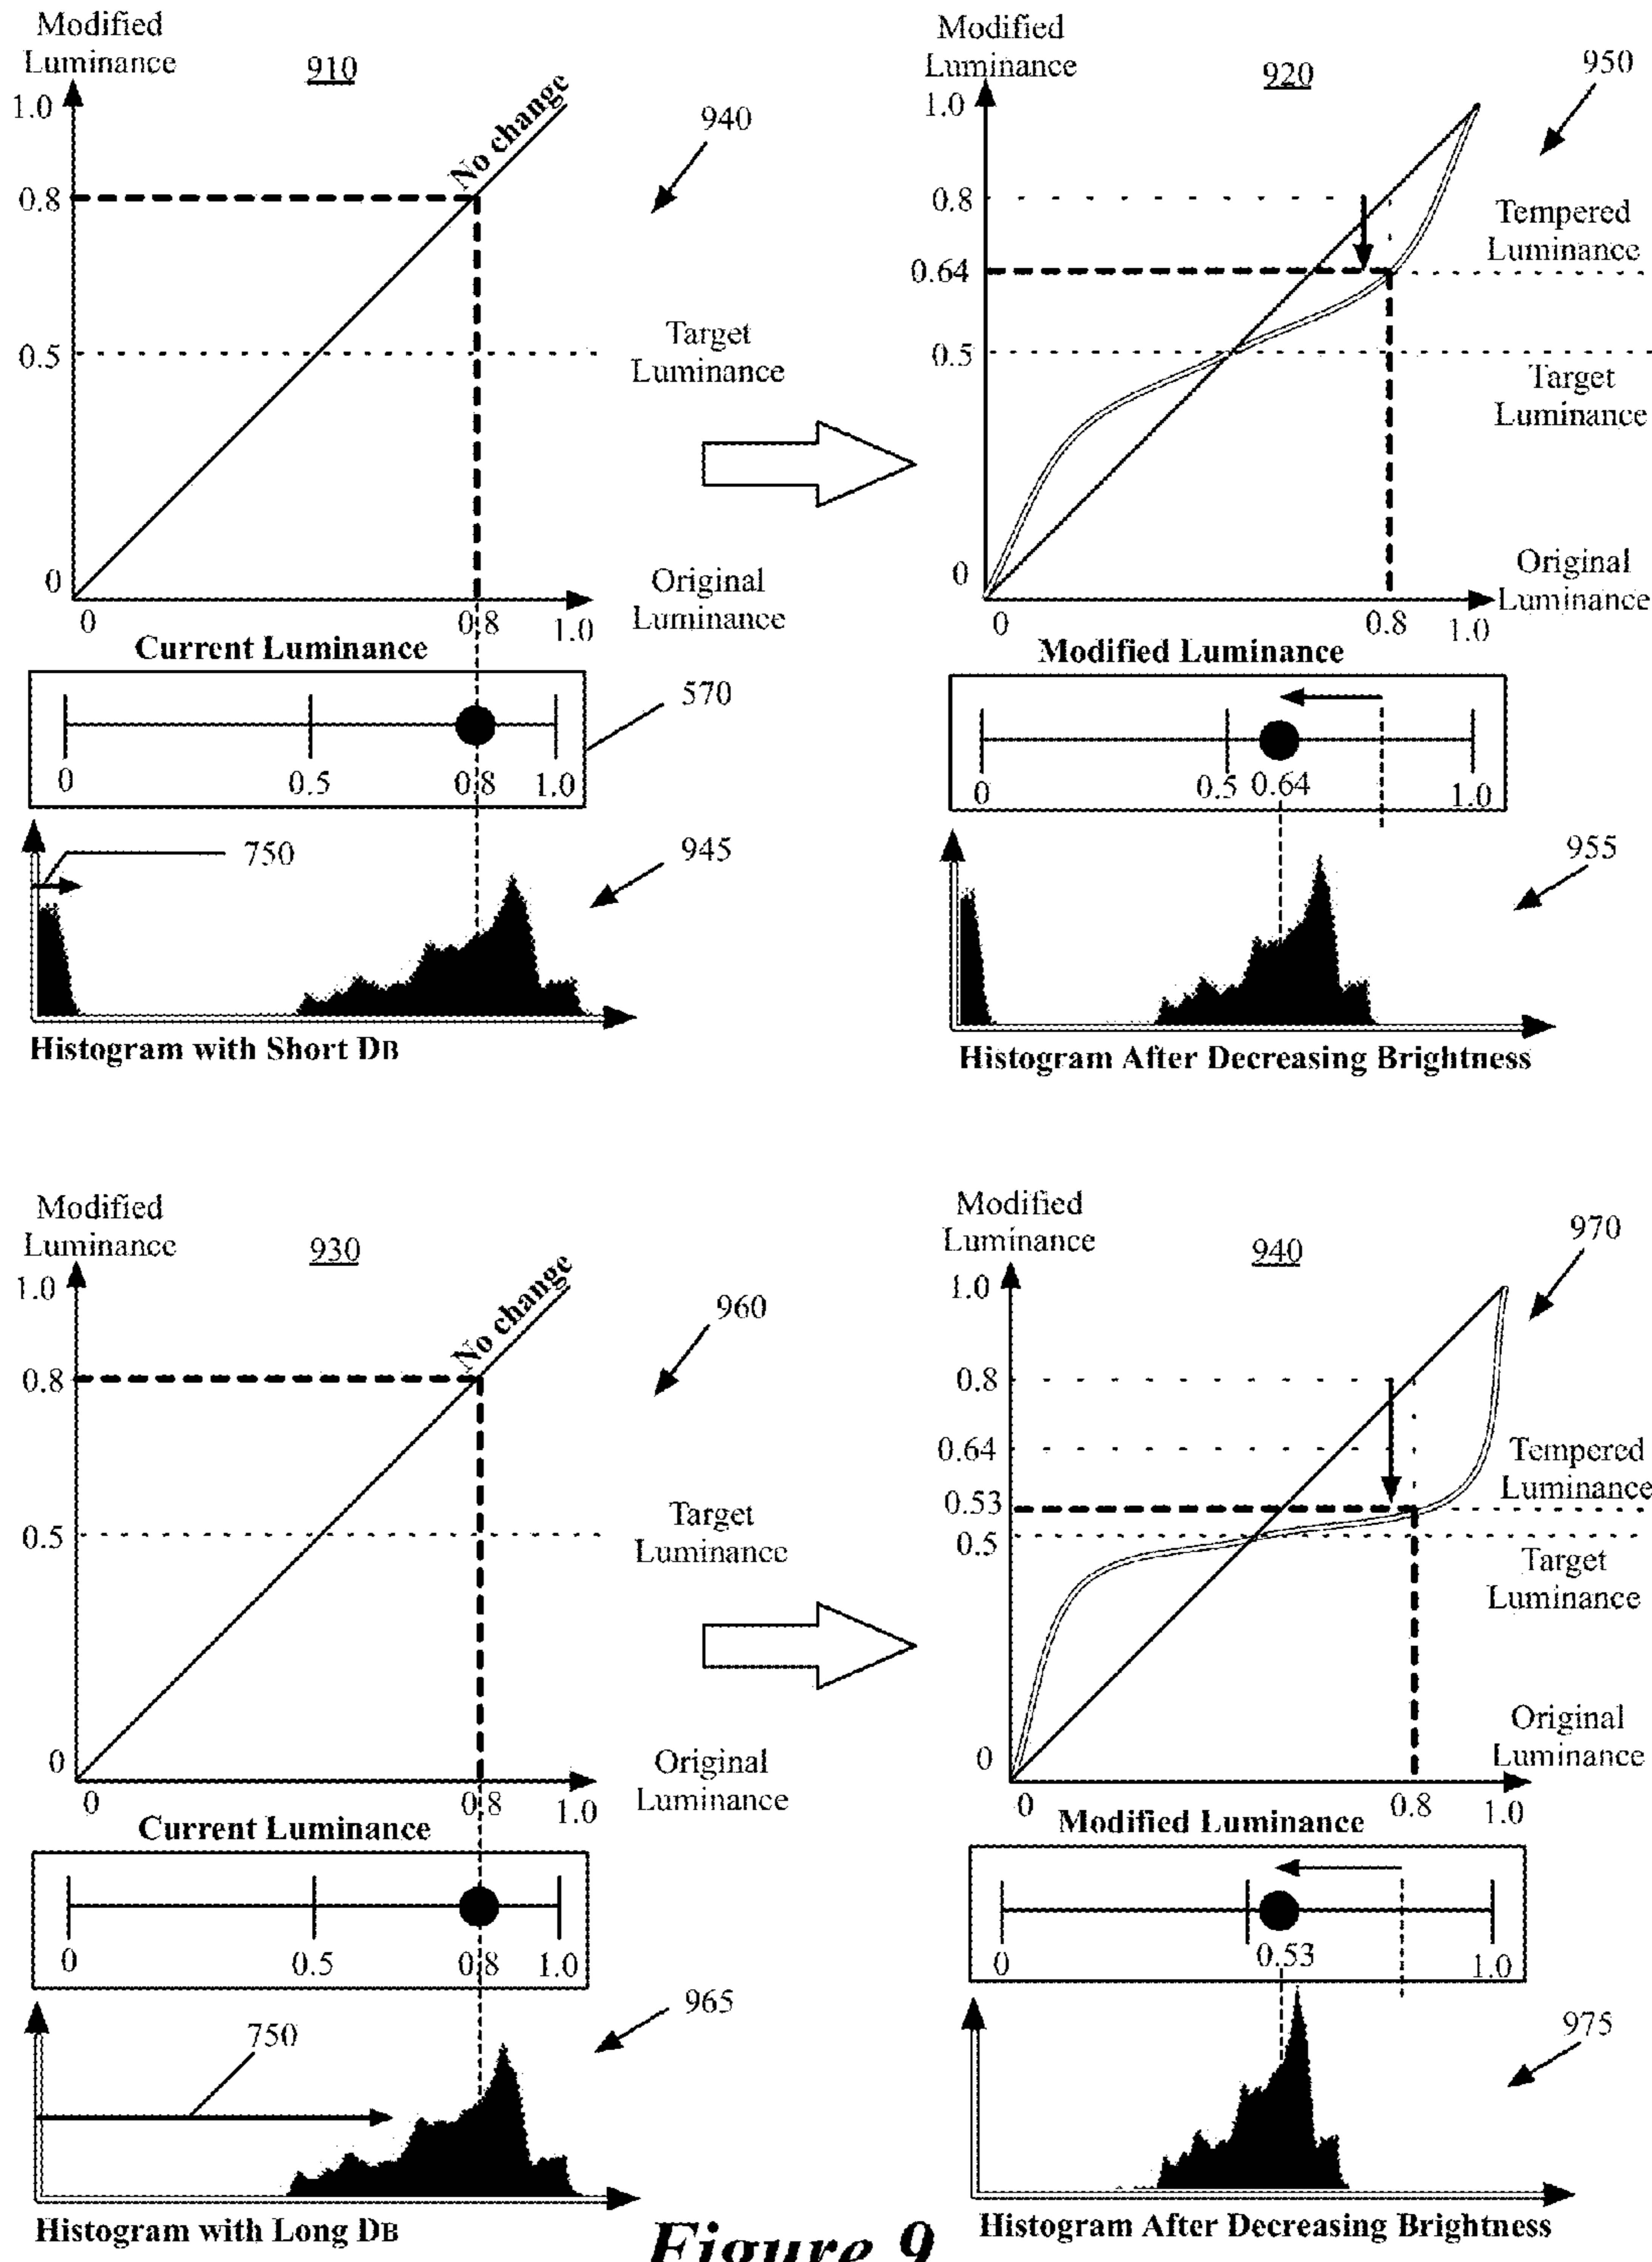 Modified
Luminance
910
1.0
No change
940
0.8
Target
Luminance
0.5
Original
Luminance
0
0
0.8
1.0
Current Luminance
570
0
0.5
0.8
1.0
750
945
Histogram with Short DB
Modified
Luminance
920
950
1.0
0.8
Tempered
Luminance
0.64
0.5
Target
Luminance
Original
Luminance
0
0
0.8
1.0
Modified Luminance
0
0.5
0.64
1.0
955
Histogram After Decreasing Brightness
Modified
Luminance
930
1.0
No change
960
0.8
Target
Luminance
0.5
Original
Luminance
0
0
0.8
1.0
Current Luminance
0
0.5
0.8
1.0
750
965
Histogram with Long DB
Modified
Luminance
940
970
1.0
0.8
0.64
Tempered
Luminance
0.53
0.5
Target
Luminance
Original
Luminance
0
0
0.8
1.0
Modified Luminance
0
0.53
1.0
975
Histogram After Decreasing Brightness
Figure 9